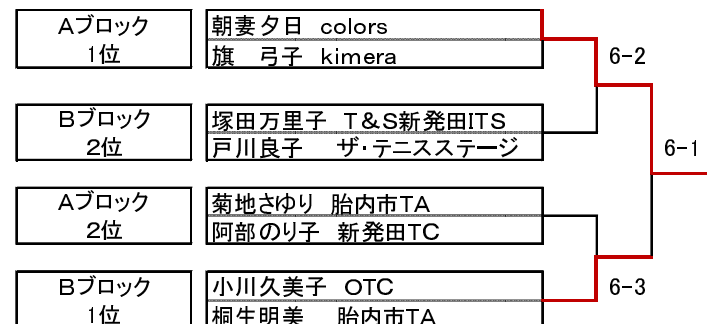 Aブロック
1位
朝妻夕日 colors
旗 弓子 kimera
6-2
Bブロック
2位
塚田万里子 T&S新発田ITS
戸川良子 ザ・テニスステージ
6-1
Aブロック
2位
菊地さゆり 胎内市TA
阿部のり子 新発田TC
Bブロック
1位
小川久美子 OTC
桐生明美 胎内市TA
6-3